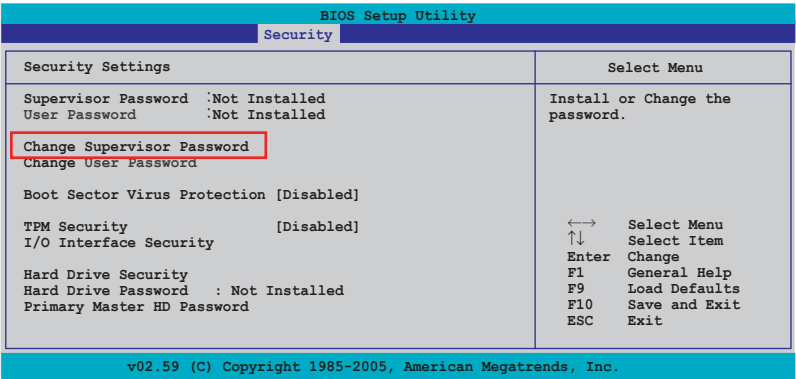 BIOS Setup Utility
Security
Security Settings
Supervisor Password :Not Installed
User Password :Not Installed
Change Supervisor Password
Change User Password
Boot Sector Virus Protection [Disabled]
TPM Security [Disabled]
I/O Interface Security
Hard Drive Security
Hard Drive Password : Not Installed
Primary Master HD Password
Select Menu
Install or Change the
password.
←→ Select Menu
↑↓ Select Item
Enter Change
F1 General Help
F9 Load Defaults
F10 Save and Exit
ESC Exit
v02.59 (C) Copyright 1985-2005, American Megatrends, Inc.